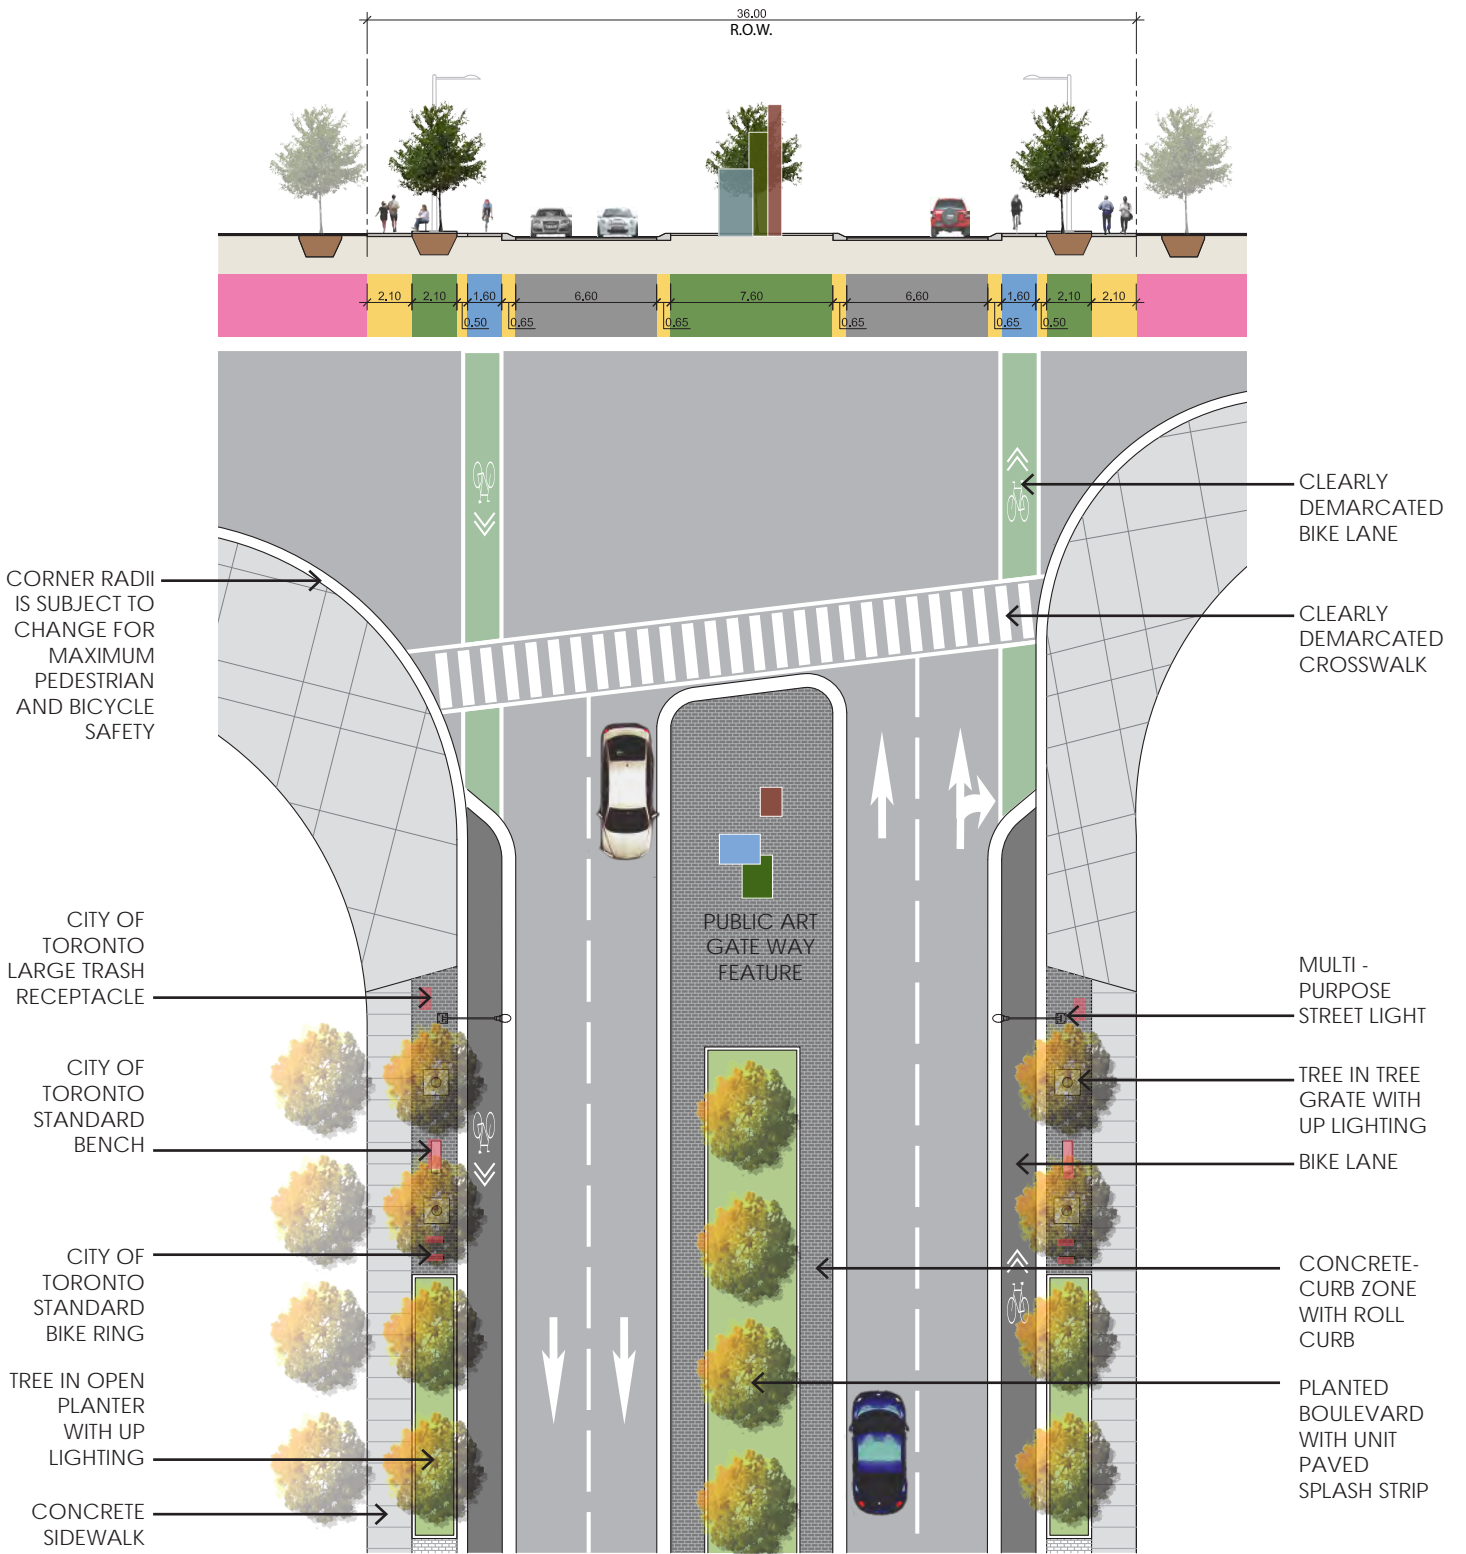 36.00
R.O.W.
2.10 2.10 1.60 6.60 7.60 6.60 1.60 2.10 2.10
0.50 0.65 0.65 0.65 0.65 0.50
CORNER RADII
IS SUBJECT TO
CHANGE FOR
MAXIMUM
PEDESTRIAN
AND BICYCLE
SAFETY
CITY OF
TORONTO
LARGE TRASH
RECEPTACLE
CITY OF
TORONTO
STANDARD
BENCH
CITY OF
TORONTO
STANDARD
BIKE RING
TREE IN OPEN
PLANTER
WITH UP
LIGHTING
CONCRETE
SIDEWALK
PUBLIC ART
GATE WAY
FEATURE
CLEARLY
DEMARCATED
BIKE LANE
CLEARLY
DEMARCATED
CROSSWALK
MULTI -
PURPOSE
STREET LIGHT
TREE IN TREE
GRATE WITH
UP LIGHTING
BIKE LANE
CONCRETE-
CURB ZONE
WITH ROLL
CURB
PLANTED
BOULEVARD
WITH UNIT
PAVED
SPLASH STRIP